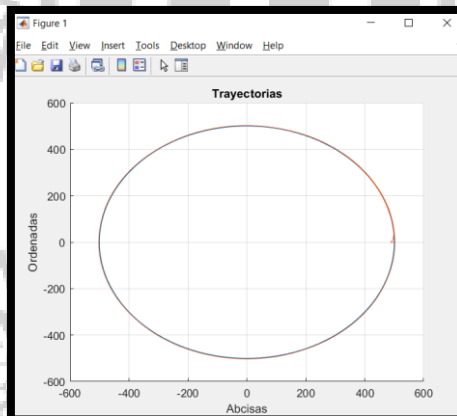 Figure 1
File Edit View Insert Tools Desktop Window Help
Trayectorias
600
400
200
0
-200
-400
-600
Ordenadas
-600 -400 -200 0 200 400 600
Abcisas